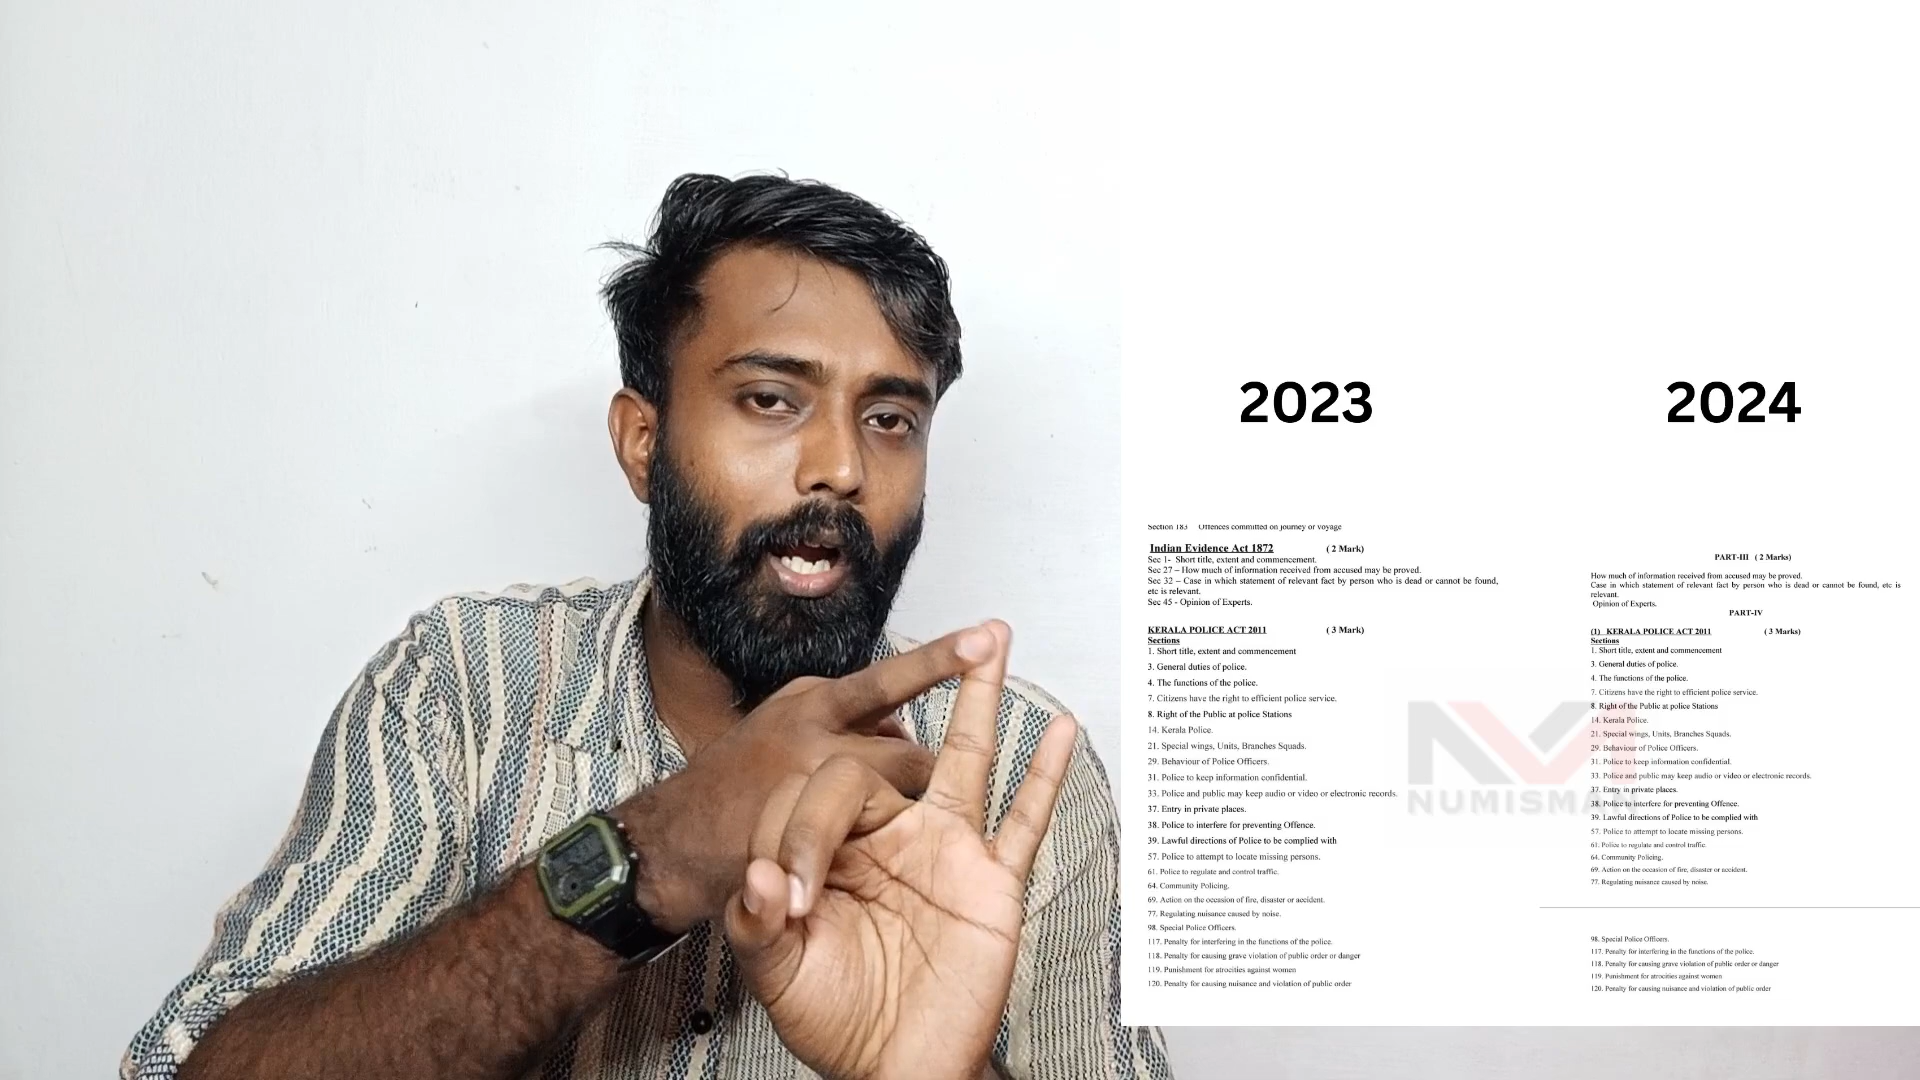 2023
Section 183 Offences committed on journey or voyage
Indian Evidence Act 1872 ( 2 Mark)
Sec 1- Short title, extent and commencement.
Sec 27 – How much of information received from accused may be proved.
Sec 32 – Case in which statement of relevant fact by person who is dead or cannot be found,
etc is relevant.
Sec 45 - Opinion of Experts.
KERALA POLICE ACT 2011 ( 3 Mark)
Sections
1. Short title, extent and commencement
3. General duties of police.
4. The functions of the police.
7. Citizens have the right to efficient police service.
8. Right of the Public at police Stations
14. Kerala Police.
21. Special wings, Units, Branches Squads.
29. Behaviour of Police Officers.
31. Police to keep information confidential.
33. Police and public may keep audio or video or electronic records.
37. Entry in private places.
38. Police to interfere for preventing Offence.
39. Lawful directions of Police to be complied with
57. Police to attempt to locate missing persons.
61. Police to regulate and control traffic.
64. Community Policing.
69. Action on the occasion of fire, disaster or accident.
77. Regulating nuisance caused by noise.
98. Special Police Officers.
117. Penalty for interfering in the functions of the police.
118. Penalty for causing grave violation of public order or danger
119. Punishment for atrocities against women
120. Penalty for causing nuisance and violation of public order
2024
PART-III ( 2 Marks)
How much of information received from accused may be proved.
Case in which statement of relevant fact by person who is dead or cannot be found, etc is
relevant.
Opinion of Experts.
PART-IV
(1) KERALA POLICE ACT 2011 ( 3 Marks)
Sections
1. Short title, extent and commencement
3. General duties of police.
4. The functions of the police.
7. Citizens have the right to efficient police service.
8. Right of the Public at police Stations
14. Kerala Police.
21. Special wings, Units, Branches Squads.
29. Behaviour of Police Officers.
31. Police to keep information confidential.
33. Police and public may keep audio or video or electronic records.
37. Entry in private places.
38. Police to interfere for preventing Offence.
39. Lawful directions of Police to be complied with
57. Police to attempt to locate missing persons.
61. Police to regulate and control traffic.
64. Community Policing.
69. Action on the occasion of fire, disaster or accident.
77. Regulating nuisance caused by noise.
98. Special Police Officers.
117. Penalty for interfering in the functions of the police.
118. Penalty for causing grave violation of public order or danger
119. Punishment for atrocities against women
120. Penalty for causing nuisance and violation of public order